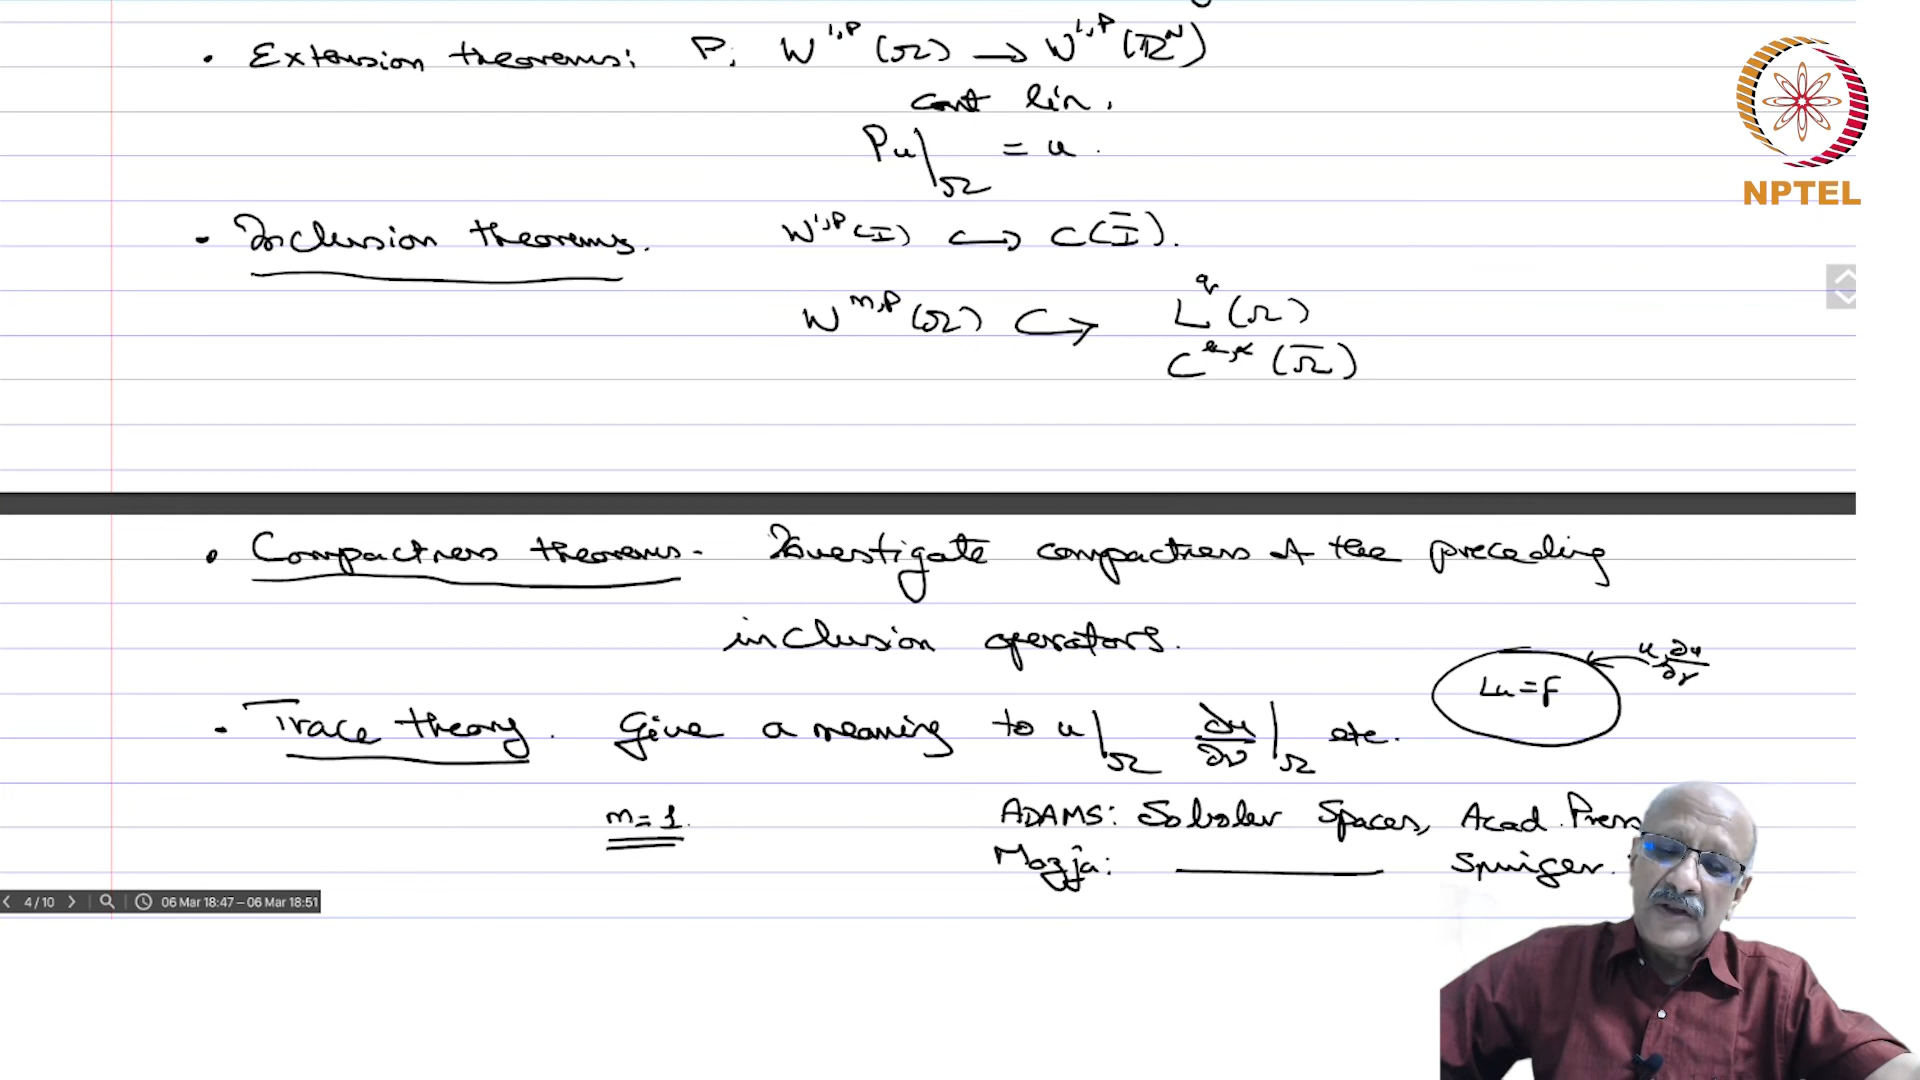 • Extension theorems: P: W^{1,p}(Ω) → W^{1,p}(ℝ^N)
cont lin.
Pu|_Ω = u.
NPTEL
• Inclusion theorems. W^{1,p}(I) ↪ C(Ī).
W^{m,p}(Ω) ↪ L^q(Ω)
C^{k,α}(Ω̄)
• Compactness theorems. Investigate compactness of the preceding
inclusion operators.
u, ∂u/∂ν
Lu = f
• Trace theory. Give a meaning to u|_Ω ∂u/∂ν|_Ω etc.
m=1.
ADAMS: Sobolev Spaces, Acad. Press
Mazja: ———— Springer.
4/10 06 Mar 18:47 – 06 Mar 18:51